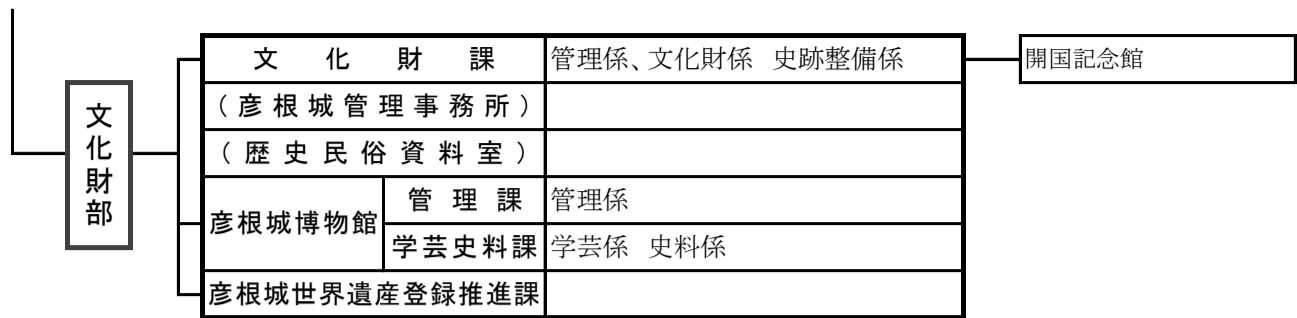 文化財部
文化財課 管理係、文化財係 史跡整備係 開国記念館
(彦根城管理事務所)
(歴史民俗資料室)
彦根城博物館 管理課 管理係
学芸史料課 学芸係 史料係
彦根城世界遺産登録推進課